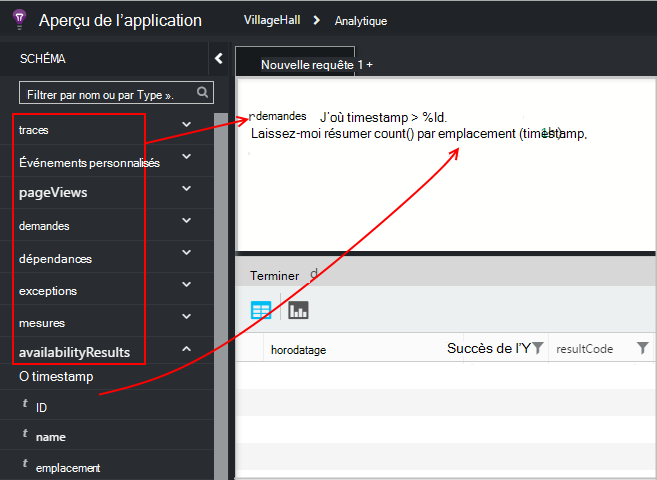 Aperçu de l'application
VillageHall > Analytique
SCHÉMA
Nouvelle requête 1 +
Filtrer par nom ou par Type ».
demandes J'où timestamp > %Id.
Laissez-moi résumer count() par emplacement (timestamp,
traces
Événements personnalisés
pageViews
demandes
dépendances
exceptions
mesures
availabilityResults
O timestamp
t ID
t name
t emplacement
Terminer d
horodatage Succès de l'Y resultCode